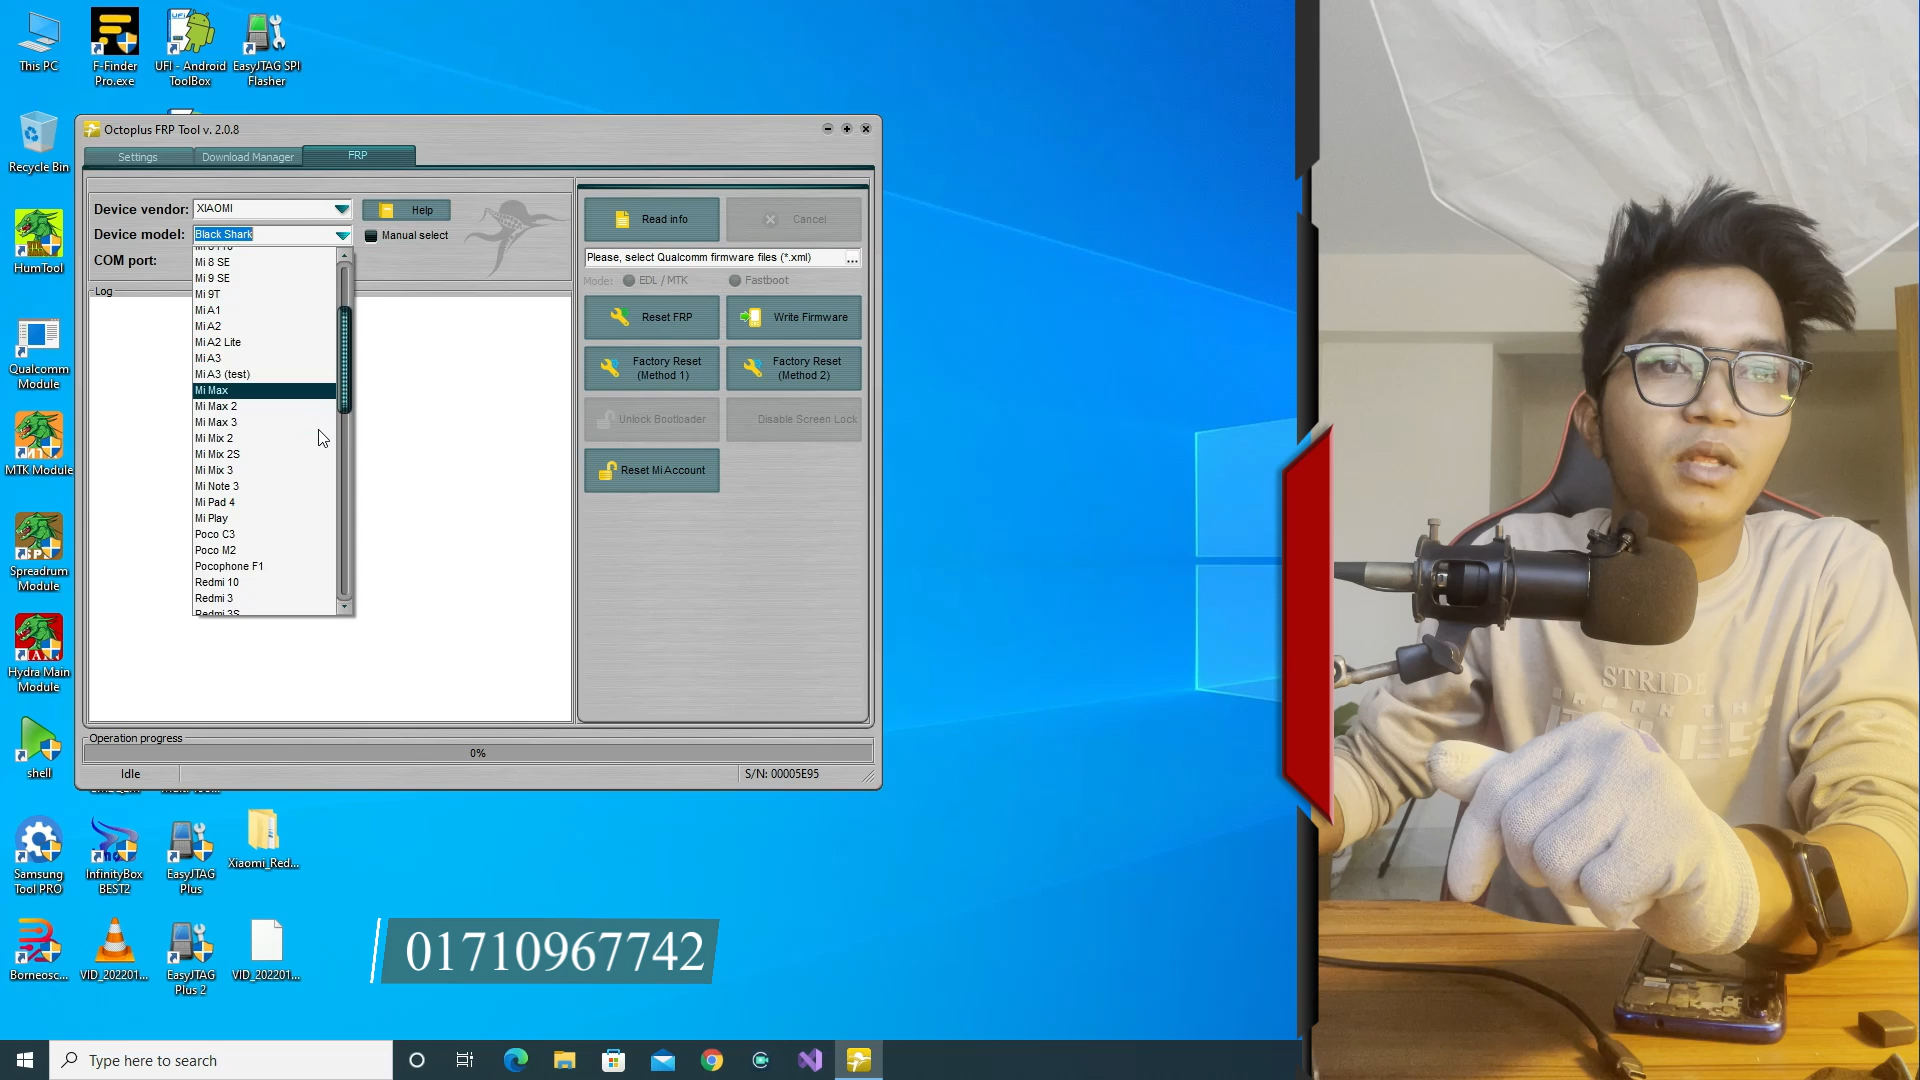 This PC
F-Finder
Pro.exe
UFI - Android
ToolBox
EasyJTAG SPI
Flasher
Recycle Bin
HumTool
Qualcomm
Module
MTK Module
Spreadrum
Module
Hydra Main
Module
shell
Samsung
Tool PRO
InfinityBox
BEST2
EasyJTAG
Plus
Xiaomi_Red...
Borneosc...
VID_202201...
EasyJTAG
Plus 2
VID_202201...
Octoplus FRP Tool v. 2.0.8
Settings
Download Manager
FRP
Device vendor:
XIAOMI
Help
Device model:
Black Shark
Manual select
COM port:
Log
Mi 8 SE
Mi 9 SE
Mi 9T
Mi A1
Mi A2
Mi A2 Lite
Mi A3
Mi A3 (test)
Mi Max
Mi Max 2
Mi Max 3
Mi Mix 2
Mi Mix 2S
Mi Mix 3
Mi Note 3
Mi Pad 4
Mi Play
Poco C3
Poco M2
Pocophone F1
Redmi 10
Redmi 3
Redmi 3S
Read info
Cancel
Please, select Qualcomm firmware files (*.xml)
...
Mode:
EDL / MTK
Fastboot
Reset FRP
Write Firmware
Factory Reset
(Method 1)
Factory Reset
(Method 2)
Unlock Bootloader
Disable Screen Lock
Reset Mi Account
Operation progress
0%
Idle
S/N: 00005E95
01710967742
Type here to search
STRIDE